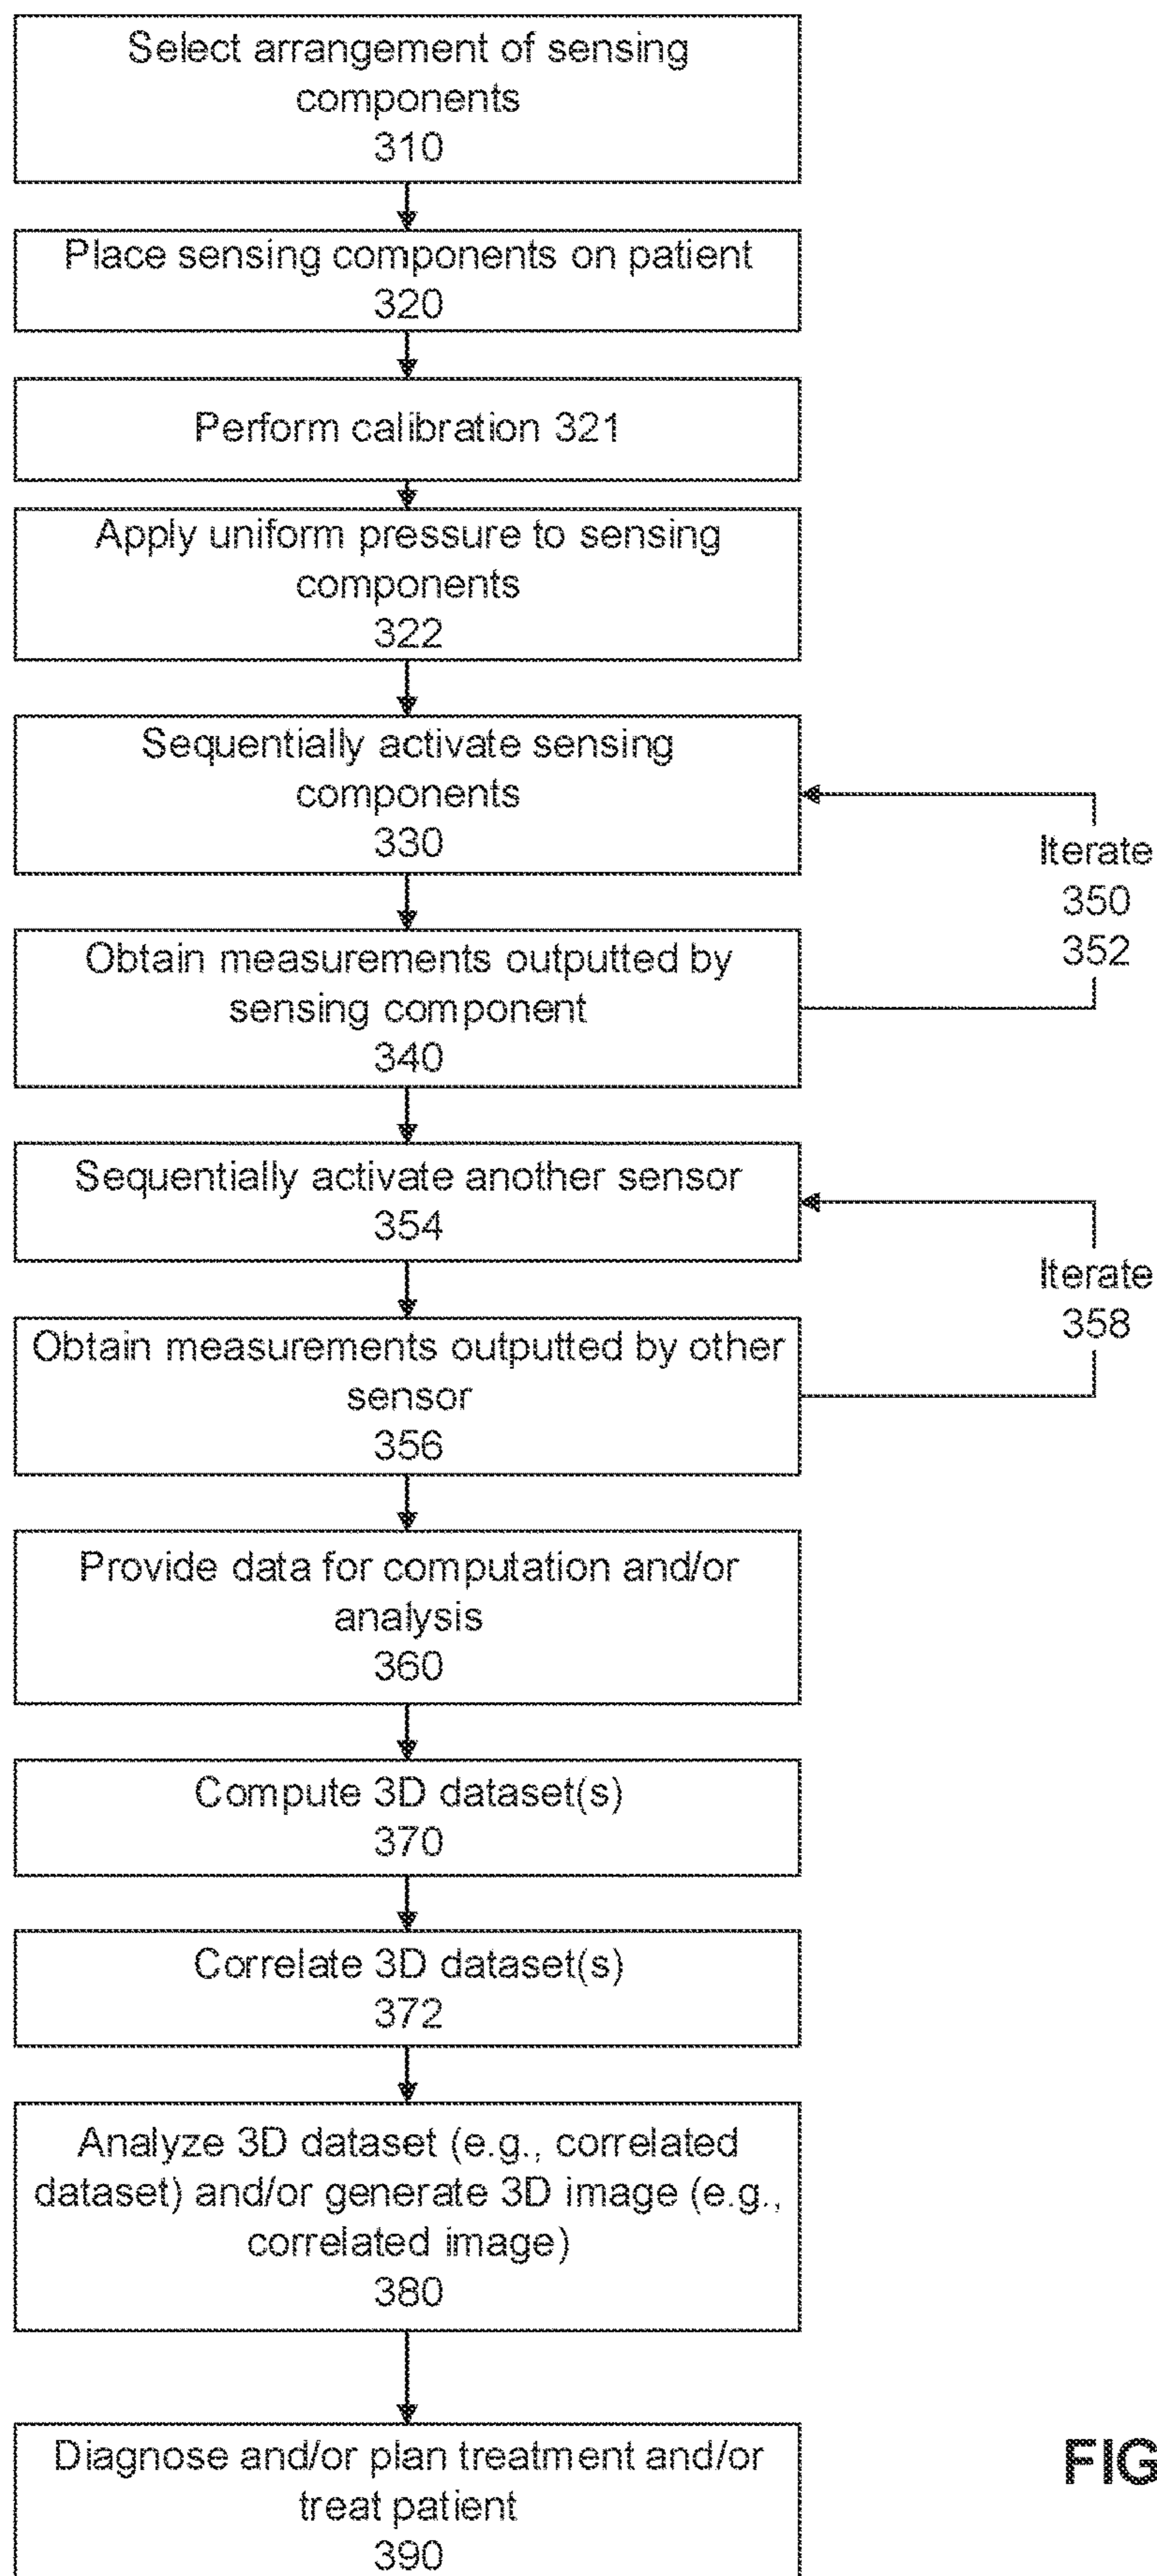 Select arrangement of sensing
components
310
Place sensing components on patient
320
Perform calibration 321
Apply uniform pressure to sensing
components
322
Sequentially activate sensing
components
330
Iterate
350
352
Obtain measurements outputted by
sensing component
340
Sequentially activate another sensor
354
Iterate
358
Obtain measurements outputted by other
sensor
356
Provide data for computation and/or
analysis
360
Compute 3D dataset(s)
370
Correlate 3D dataset(s)
372
Analyze 3D dataset (e.g., correlated
dataset) and/or generate 3D image (e.g.,
correlated image)
380
Diagnose and/or plan treatment and/or
treat patient
390
FIG